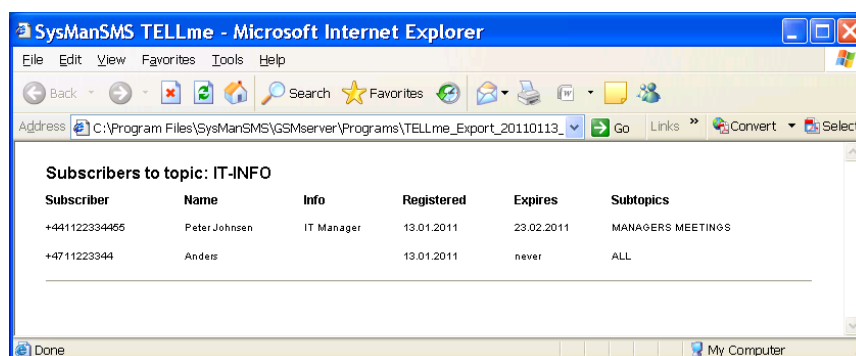 SysManSMS TELLme - Microsoft Internet Explorer
File Edit View Favorites Tools Help
Back Search Favorites
Address C:\Program Files\SysManSMS\GSMserver\Programs\TELLme_Export_20110113_ Go Links » Convert Select
Subscribers to topic: IT-INFO
Subscriber Name Info Registered Expires Subtopics
+441122334455 Peter Johnsen IT Manager 13.01.2011 23.02.2011 MANAGERS MEETINGS
+4711223344 Anders 13.01.2011 never ALL
Done My Computer